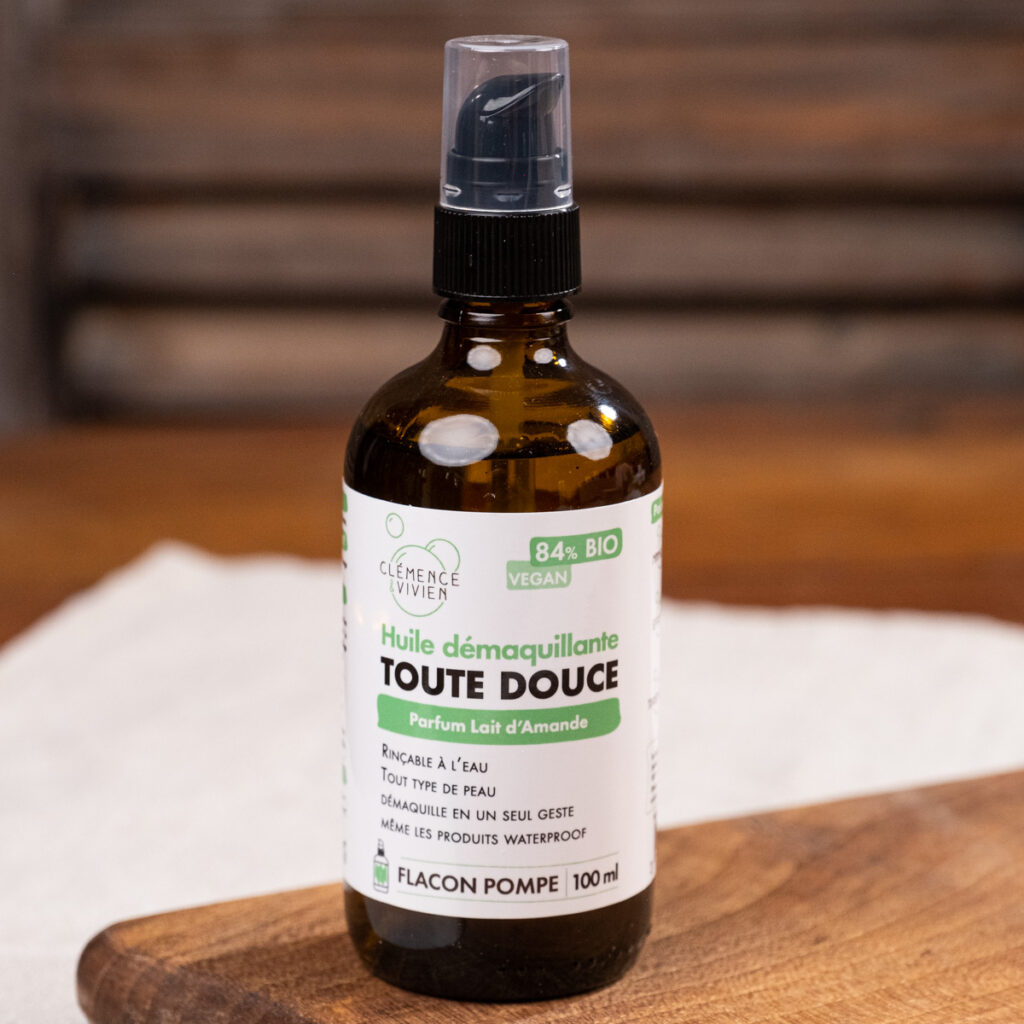 CLÉMENCE
& VIVIEN
84% BIO
VEGAN
Huile démaquillante
TOUTE DOUCE
Parfum Lait d'Amande
RINÇABLE À L'EAU
TOUT TYPE DE PEAU
DÉMAQUILLE EN UN SEUL GESTE
MÊME LES PRODUITS WATERPROOF
FLACON POMPE | 100 ml